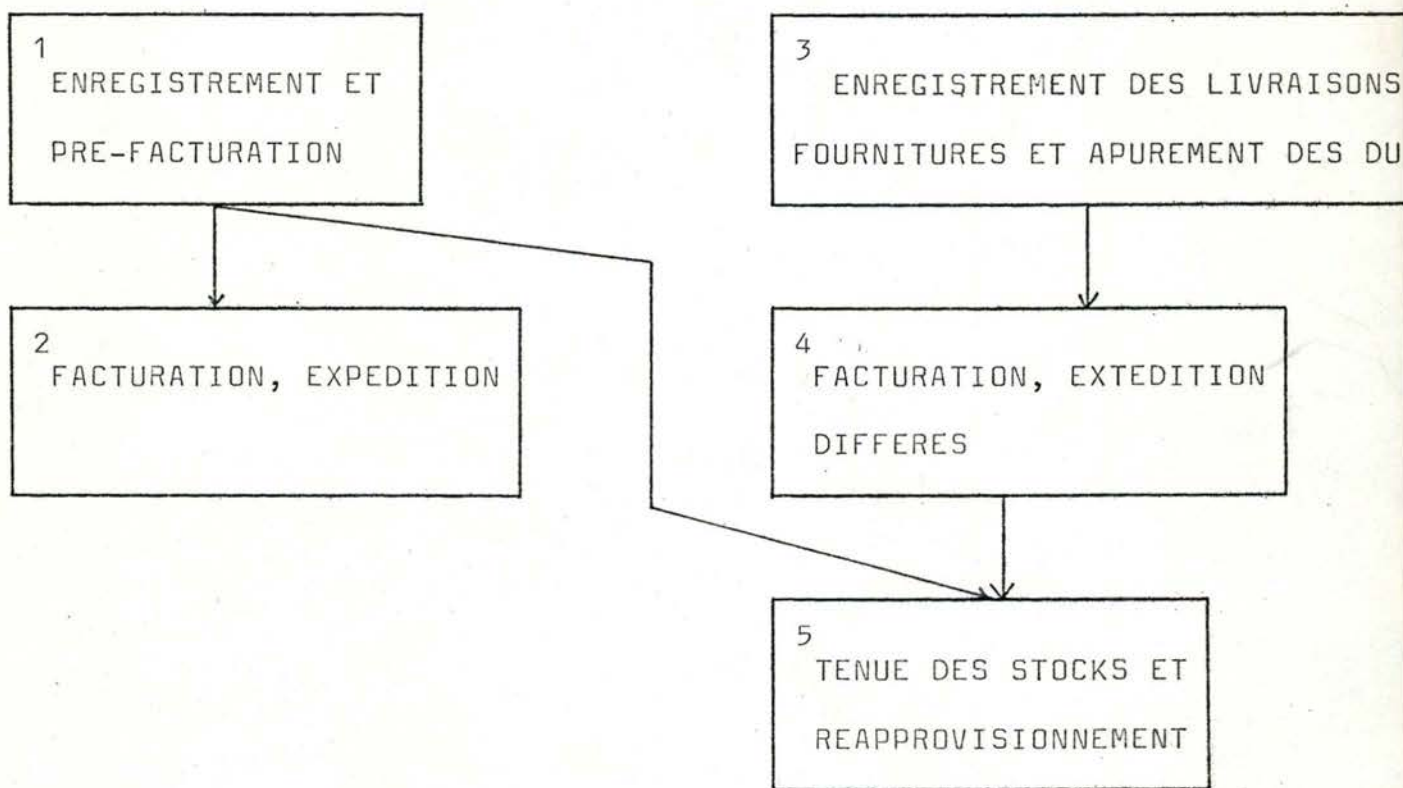 1
ENREGISTREMENT ET
PRE-FACTURATION
3
ENREGISTREMENT DES LIVRAISONS
FOURNITURES ET APUREMENT DES DU
2
FACTURATION, EXPEDITION
4
FACTURATION, EXTEDITION
DIFFERES
5
TENUE DES STOCKS ET
REAPPROVISIONNEMENT